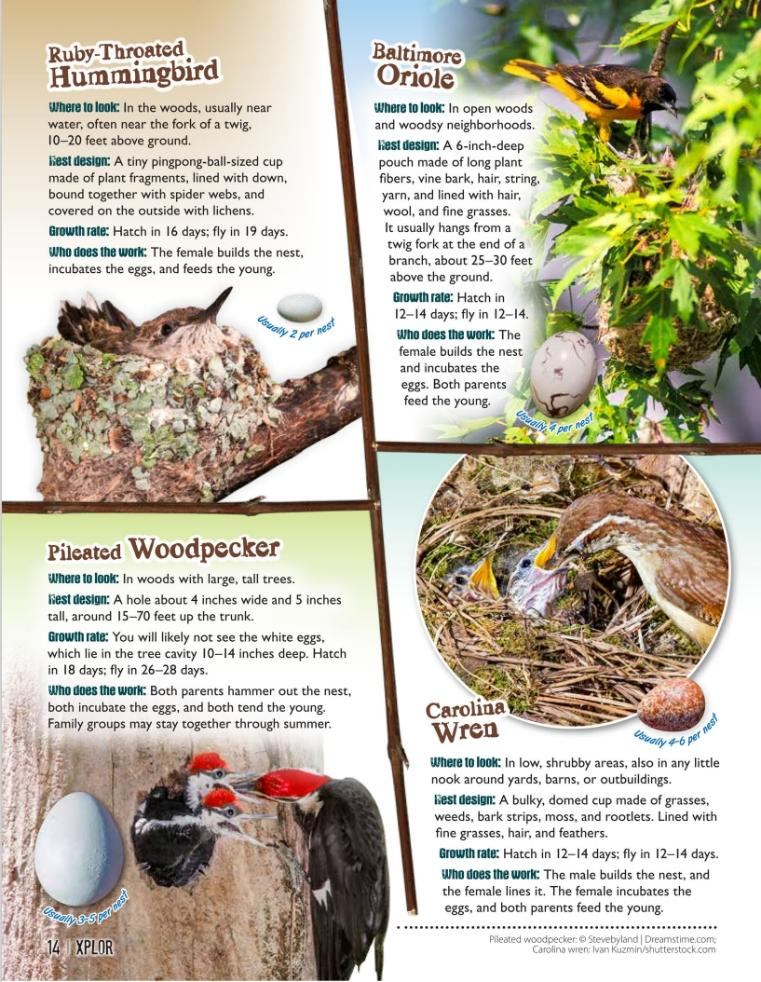 Ruby-Throated
Hummingbird
Where to look: In the woods, usually near
water, often near the fork of a twig,
10–20 feet above ground.
Nest design: A tiny pingpong-ball-sized cup
made of plant fragments, lined with down,
bound together with spider webs, and
covered on the outside with lichens.
Growth rate: Hatch in 16 days; fly in 19 days.
Who does the work: The female builds the nest,
incubates the eggs, and feeds the young.
Usually 2 per nest
Baltimore
Oriole
Where to look: In open woods
and woodsy neighborhoods.
Nest design: A 6-inch-deep
pouch made of long plant
fibers, vine bark, hair, string,
yarn, and lined with hair,
wool, and fine grasses.
It usually hangs from a
twig fork at the end of a
branch, about 25–30 feet
above the ground.
Growth rate: Hatch in
12–14 days; fly in 12–14.
Who does the work: The
female builds the nest
and incubates the
eggs. Both parents
feed the young.
Usually 4 per nest
Pileated Woodpecker
Where to look: In woods with large, tall trees.
Nest design: A hole about 4 inches wide and 5 inches
tall, around 15–70 feet up the trunk.
Growth rate: You will likely not see the white eggs,
which lie in the tree cavity 10–14 inches deep. Hatch
in 18 days; fly in 26–28 days.
Who does the work: Both parents hammer out the nest,
both incubate the eggs, and both tend the young.
Family groups may stay together through summer.
Usually 3-5 per nest
Carolina
Wren
Usually 4-6 per nest
Where to look: In low, shrubby areas, also in any little
nook around yards, barns, or outbuildings.
Nest design: A bulky, domed cup made of grasses,
weeds, bark strips, moss, and rootlets. Lined with
fine grasses, hair, and feathers.
Growth rate: Hatch in 12–14 days; fly in 12–14 days.
Who does the work: The male builds the nest, and
the female lines it. The female incubates the
eggs, and both parents feed the young.
14 | XPLOR
Pileated woodpecker: © Stevebyland | Dreamstime.com;
Carolina wren: Ivan Kuzmin/shutterstock.com